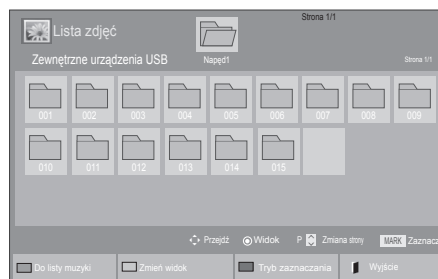 Strona 1/1
Lista zdjęć
Zewnętrzne urządzenia USB
Napęd1
Strona 1/1
001 002 003 004 005 006 007 008 009
010 011 012 013 014 015
Przejdź Widok P Zmiana strony MARK Zaznacz
Do listy muzyki Zmień widok Tryb zaznaczania Wyjście